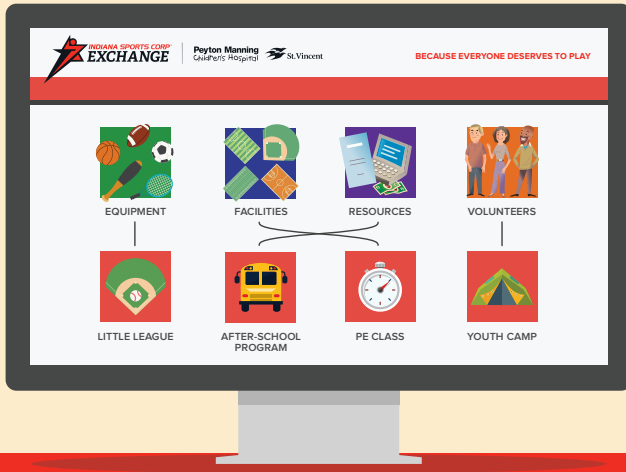 INDIANA SPORTS CORP
EXCHANGE
Peyton Manning
Children's Hospital
St.Vincent
BECAUSE EVERYONE DESERVES TO PLAY
EQUIPMENT
FACILITIES
RESOURCES
VOLUNTEERS
LITTLE LEAGUE
AFTER-SCHOOL
PROGRAM
PE CLASS
YOUTH CAMP